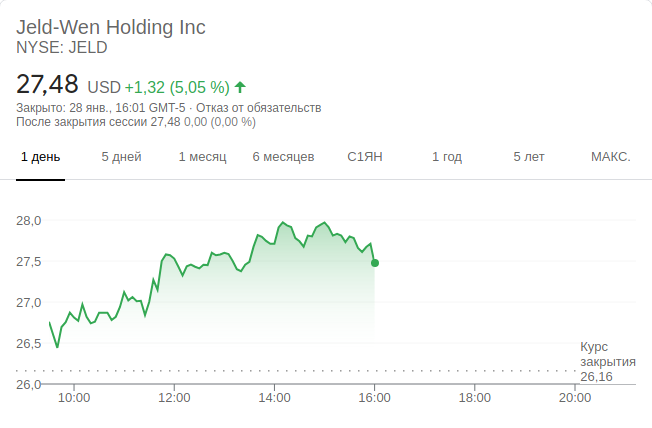 Jeld-Wen Holding Inc
NYSE: JELD
27,48 USD +1,32 (5,05 %)
Закрыто: 28 янв., 16:01 GMT-5 · Отказ от обязательств
После закрытия сессии 27,48 0,00 (0,00 %)
1 день 5 дней 1 месяц 6 месяцев С1ЯН 1 год 5 лет МАКС.
28,0
27,5
27,0
26,5
26,0
Курс
закрытия
26,16
10:00 12:00 14:00 16:00 18:00 20:00